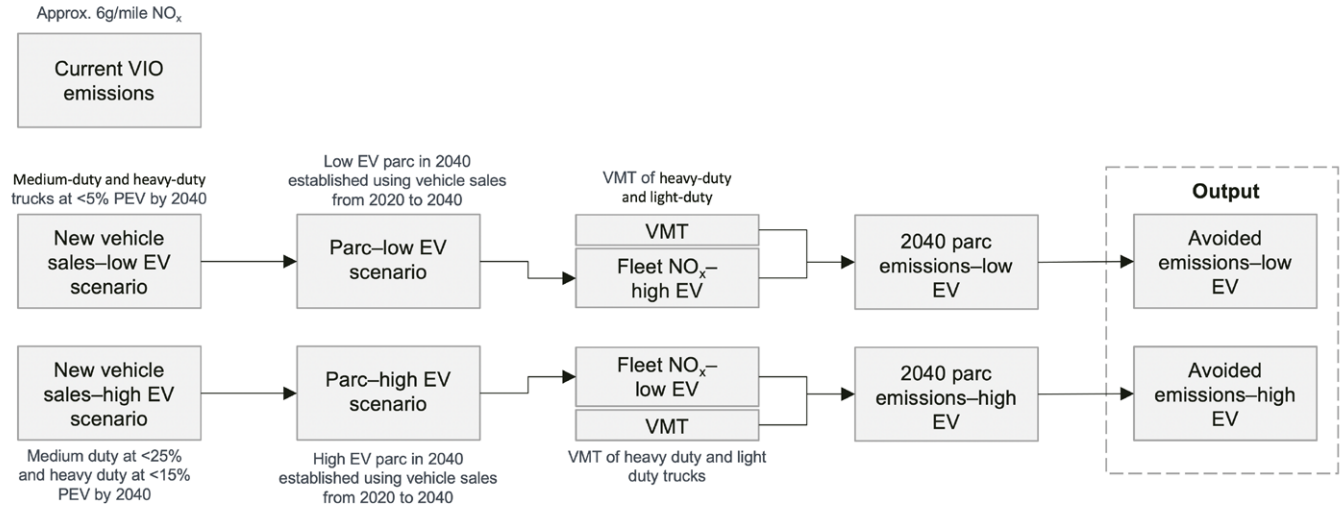 Approx. 6g/mile NOx
Current VIO
emissions
Medium-duty and heavy-duty
trucks at <5% PEV by 2040
New vehicle
sales–low EV
scenario
Low EV parc in 2040
established using vehicle sales
from 2020 to 2040
Parc–low EV
scenario
VMT of heavy-duty
and light-duty
VMT
Fleet NOx–
high EV
2040 parc
emissions–low
EV
Output
Avoided
emissions–low
EV
New vehicle
sales–high EV
scenario
Medium duty at <25%
and heavy duty at <15%
PEV by 2040
Parc–high EV
scenario
High EV parc in 2040
established using vehicle sales
from 2020 to 2040
Fleet NOx–
low EV
VMT
VMT of heavy duty and light
duty trucks
2040 parc
emissions–high
EV
Avoided
emissions–high
EV